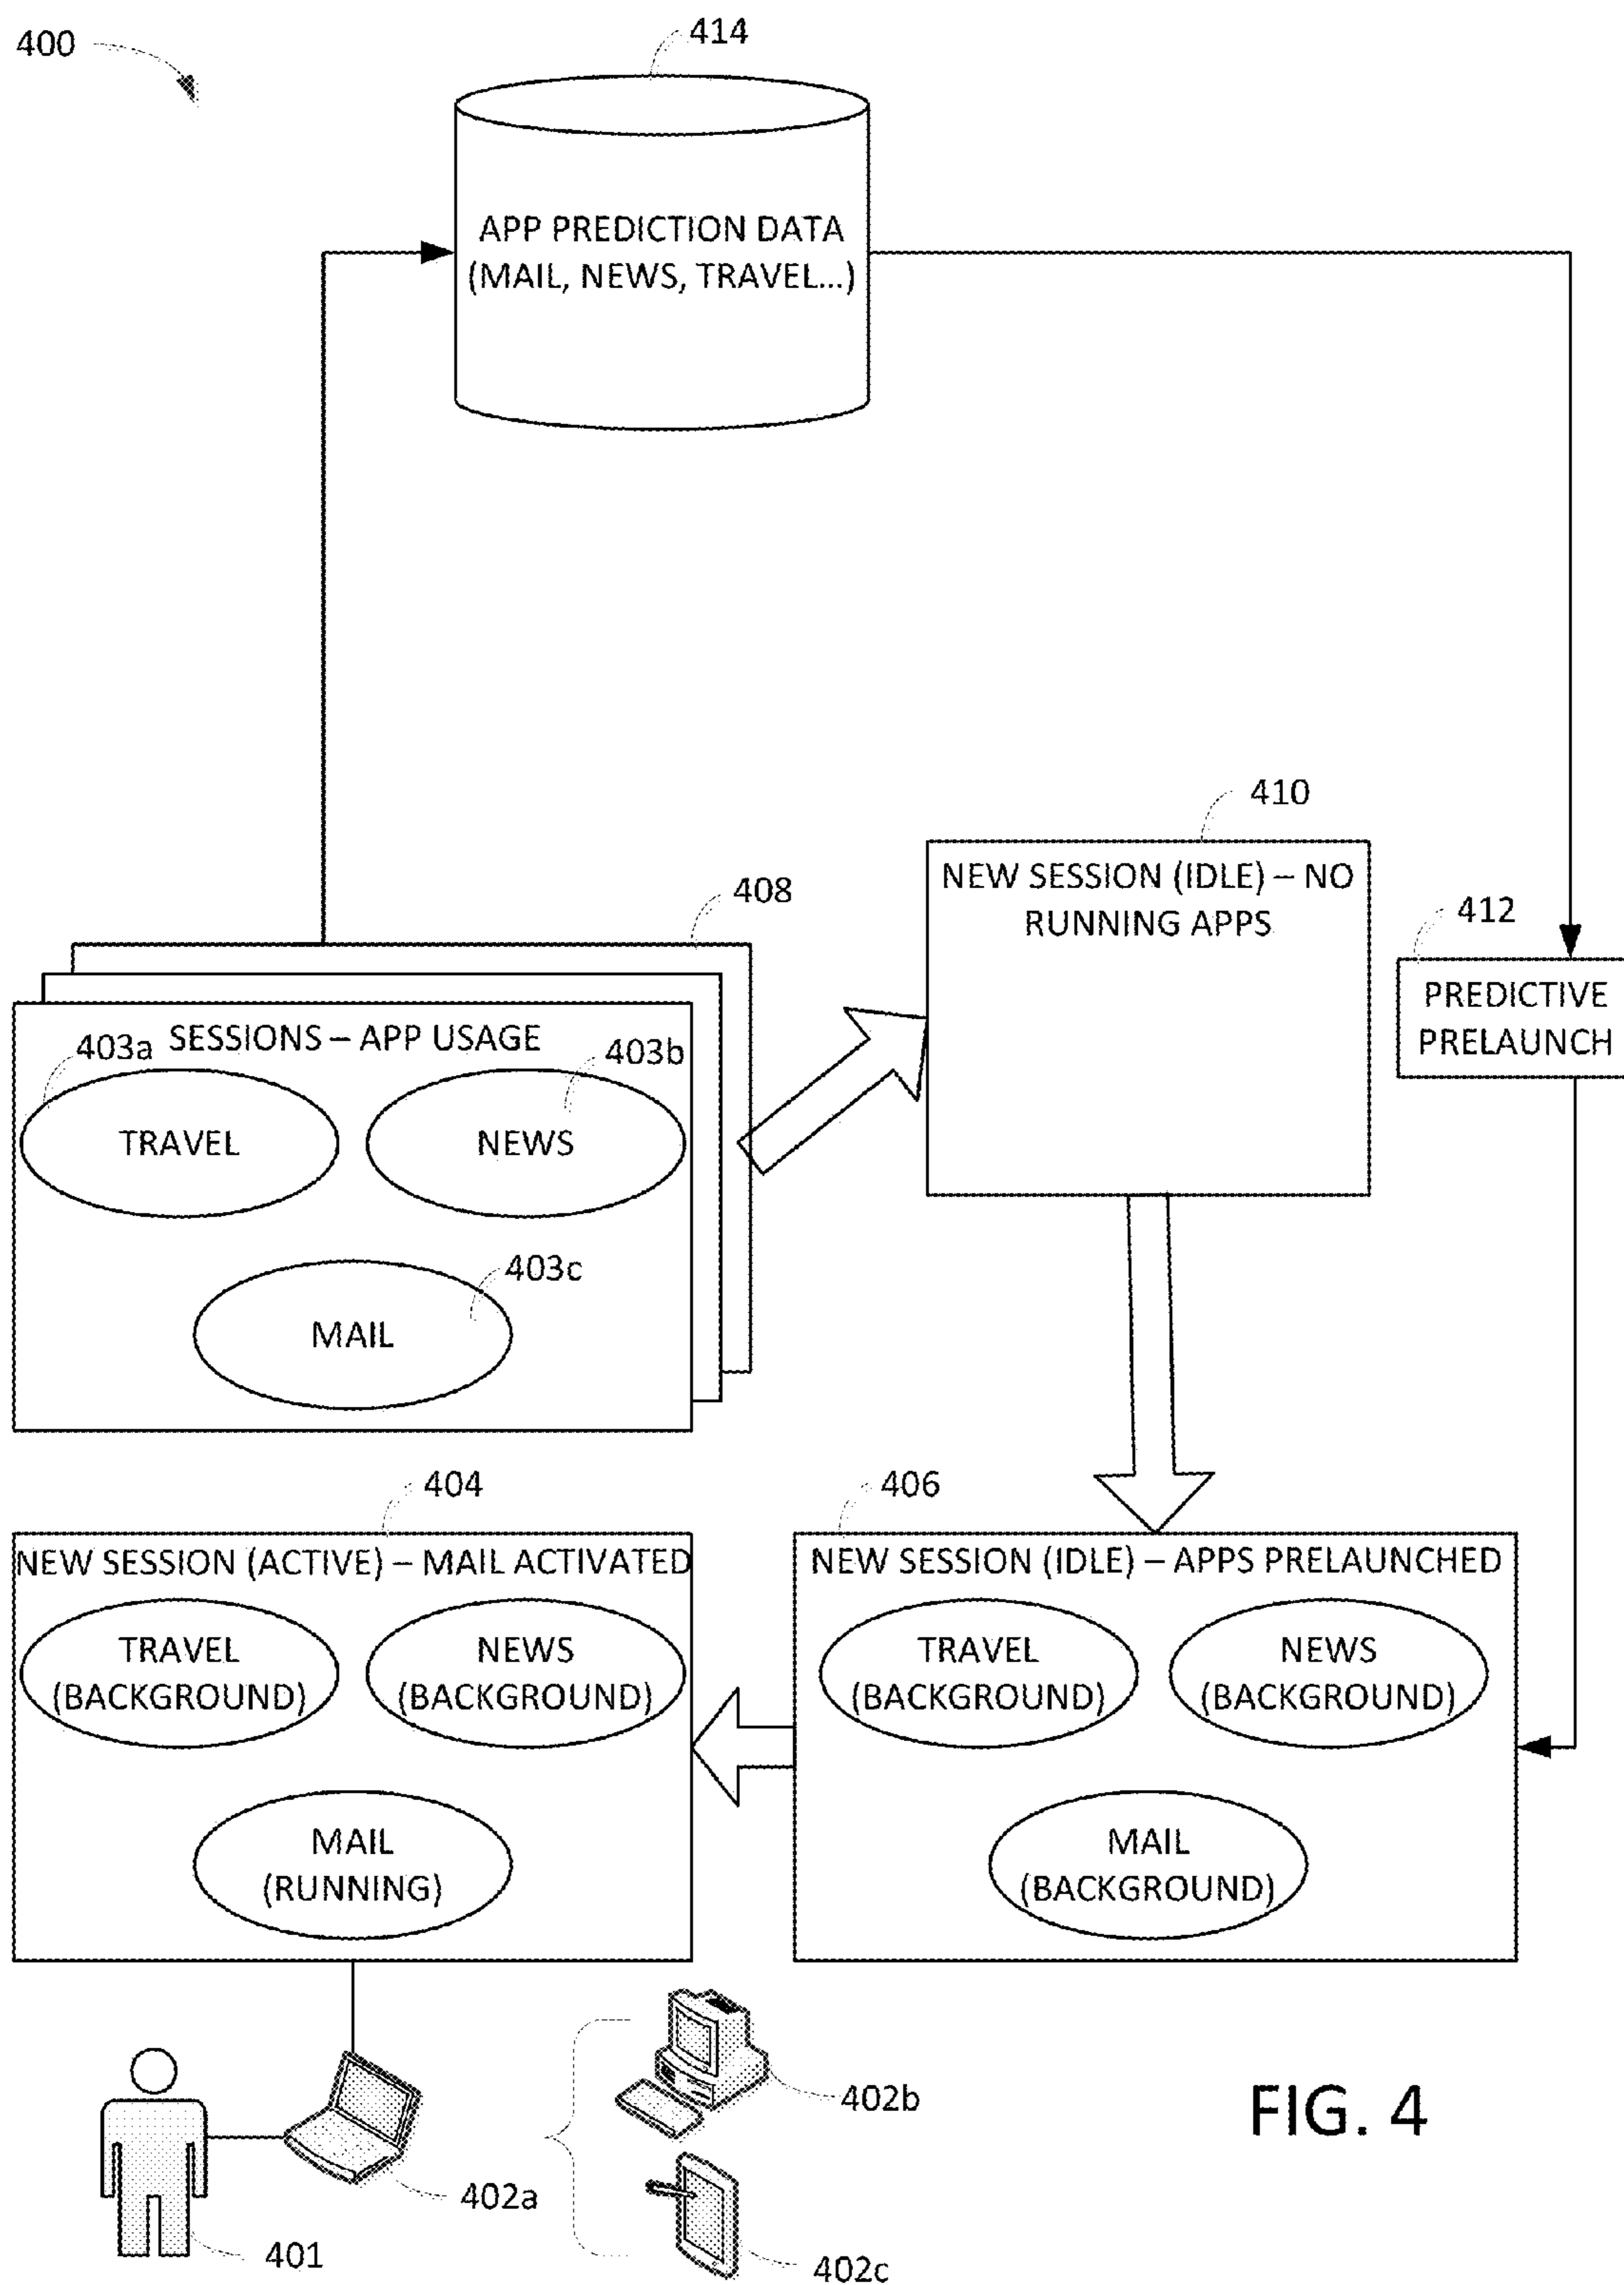 400
414
APP PREDICTION DATA
(MAIL, NEWS, TRAVEL...)
410
NEW SESSION (IDLE) – NO
RUNNING APPS
412
PREDICTIVE
PRELAUNCH
408
SESSIONS – APP USAGE
403a
403b
TRAVEL
NEWS
403c
MAIL
404
NEW SESSION (ACTIVE) – MAIL ACTIVATED
TRAVEL
(BACKGROUND)
NEWS
(BACKGROUND)
MAIL
(RUNNING)
406
NEW SESSION (IDLE) – APPS PRELAUNCHED
TRAVEL
(BACKGROUND)
NEWS
(BACKGROUND)
MAIL
(BACKGROUND)
402b
402a
401
402c
FIG. 4